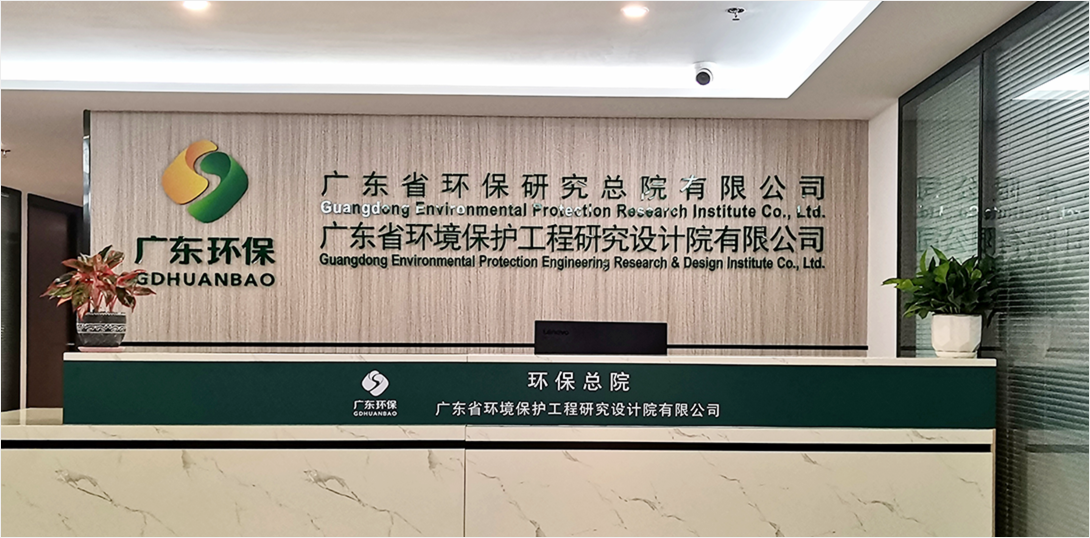 广东省环保研究总院有限公司
Guangdong Environmental Protection Research Institute Co., Ltd.
广东省环境保护工程研究设计院有限公司
Guangdong Environmental Protection Engineering Research & Design Institute Co., Ltd.
广东环保
GDHUANBAO
Lenovo
环保总院
广东环保
GDHUANBAO
广东省环境保护工程研究设计院有限公司